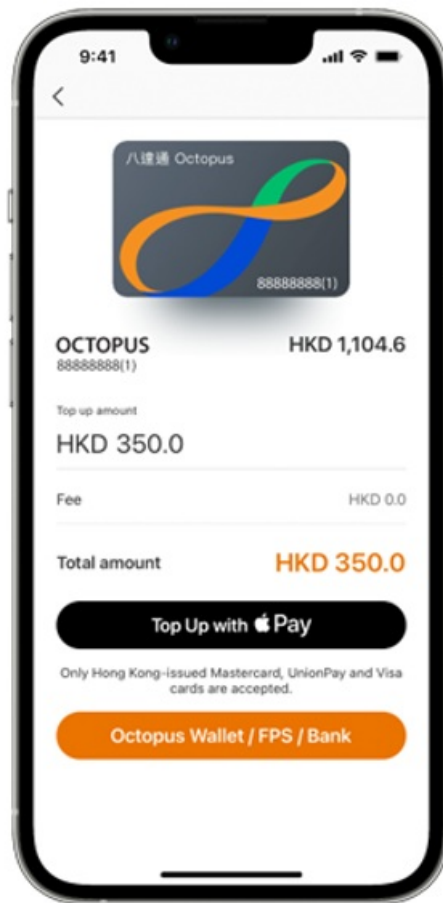 9:41
八達通 Octopus
88888888(1)
OCTOPUS HKD 1,104.6
88888888(1)
Top up amount
HKD 350.0
Fee HKD 0.0
Total amount HKD 350.0
Top Up with Pay
Only Hong Kong-issued Mastercard, UnionPay and Visa
cards are accepted.
Octopus Wallet / FPS / Bank